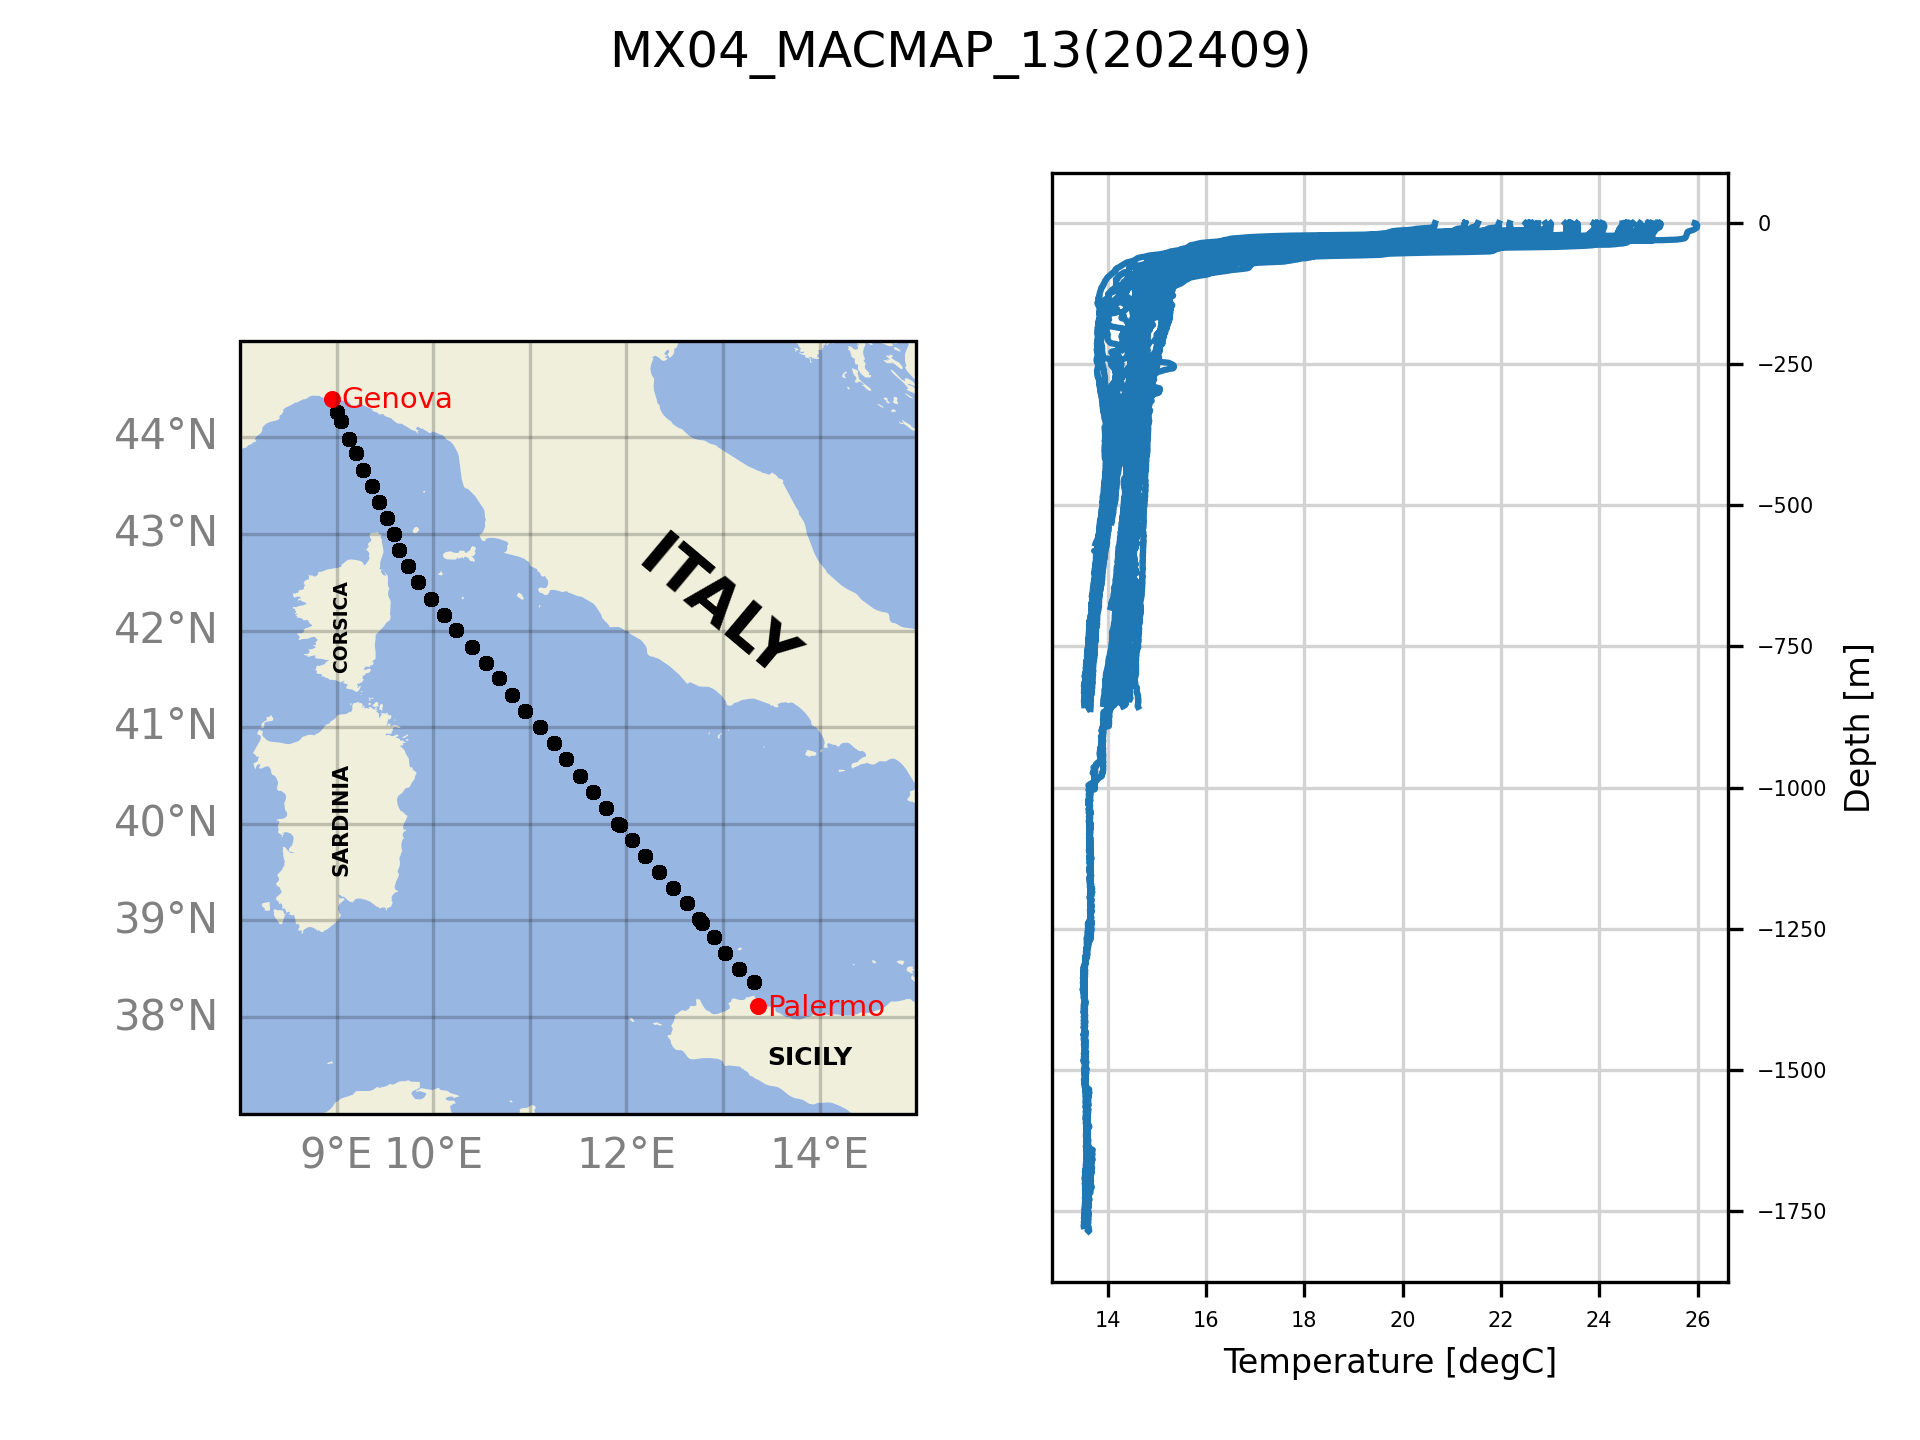 MX04_MACMAP_13(202409)
Genova
44°N
43°N
42°N
41°N
40°N
39°N
38°N
ITALY
CORSICA
SARDINIA
Palermo
SICILY
9°E 10°E 12°E 14°E
0
−250
−500
−750
−1000
−1250
−1500
−1750
Depth [m]
14 16 18 20 22 24 26
Temperature [degC]